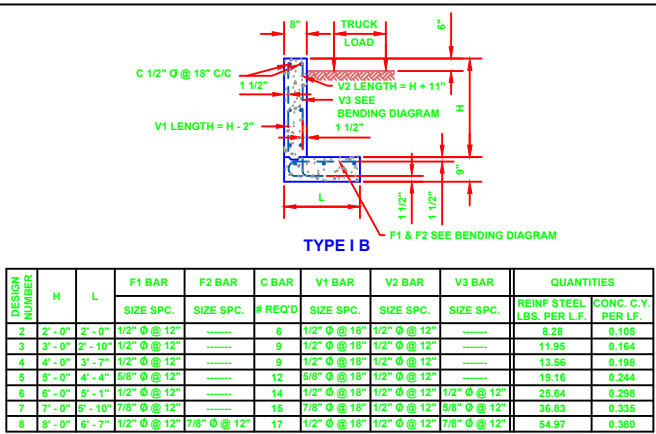 8"
TRUCK
LOAD
6"
C 1/2" Ø @ 18" C/C
1 1/2"
V2 LENGTH = H + 11"
V3 SEE
BENDING DIAGRAM
H
V1 LENGTH = H - 2"
1 1/2"
9"
L
1 1/2"
1 1/2"
F1 & F2 SEE BENDING DIAGRAM
TYPE I B
DESIGN NUMBER H L F1 BAR F2 BAR C BAR V1 BAR V2 BAR V3 BAR QUANTITIES
SIZE SPC. SIZE SPC. # REQ'D SIZE SPC. SIZE SPC. SIZE SPC. REINF STEEL LBS. PER L.F. CONC. C.Y. PER LF.
2 2' - 0" 2' - 0" 1/2" Ø @ 12" ------- 6 1/2" Ø @ 18" 1/2" Ø @ 12" ------- 8.28 0.105
3 3' - 0" 2' - 10" 1/2" Ø @ 12" ------- 9 1/2" Ø @ 18" 1/2" Ø @ 12" ------- 11.95 0.164
4 4' - 0" 3' - 7" 1/2" Ø @ 12" ------- 9 1/2" Ø @ 18" 1/2" Ø @ 12" ------- 13.56 0.198
5 5' - 0" 4' - 4" 5/8" Ø @ 12" ------- 12 5/8" Ø @ 18" 1/2" Ø @ 12" ------- 19.16 0.244
6 6' - 0" 5' - 1" 1/2" Ø @ 12" ------- 14 1/2" Ø @ 18" 1/2" Ø @ 12" 1/2" Ø @ 12" 25.64 0.298
7 7' - 0" 5' - 10" 7/8" Ø @ 12" ------- 15 7/8" Ø @ 18" 1/2" Ø @ 12" 5/8" Ø @ 12" 36.83 0.335
8 8' - 0" 6' - 7" 1/2" Ø @ 12" 7/8" Ø @ 12" 17 1/2" Ø @ 18" 1/2" Ø @ 12" 7/8" Ø @ 12" 54.97 0.380